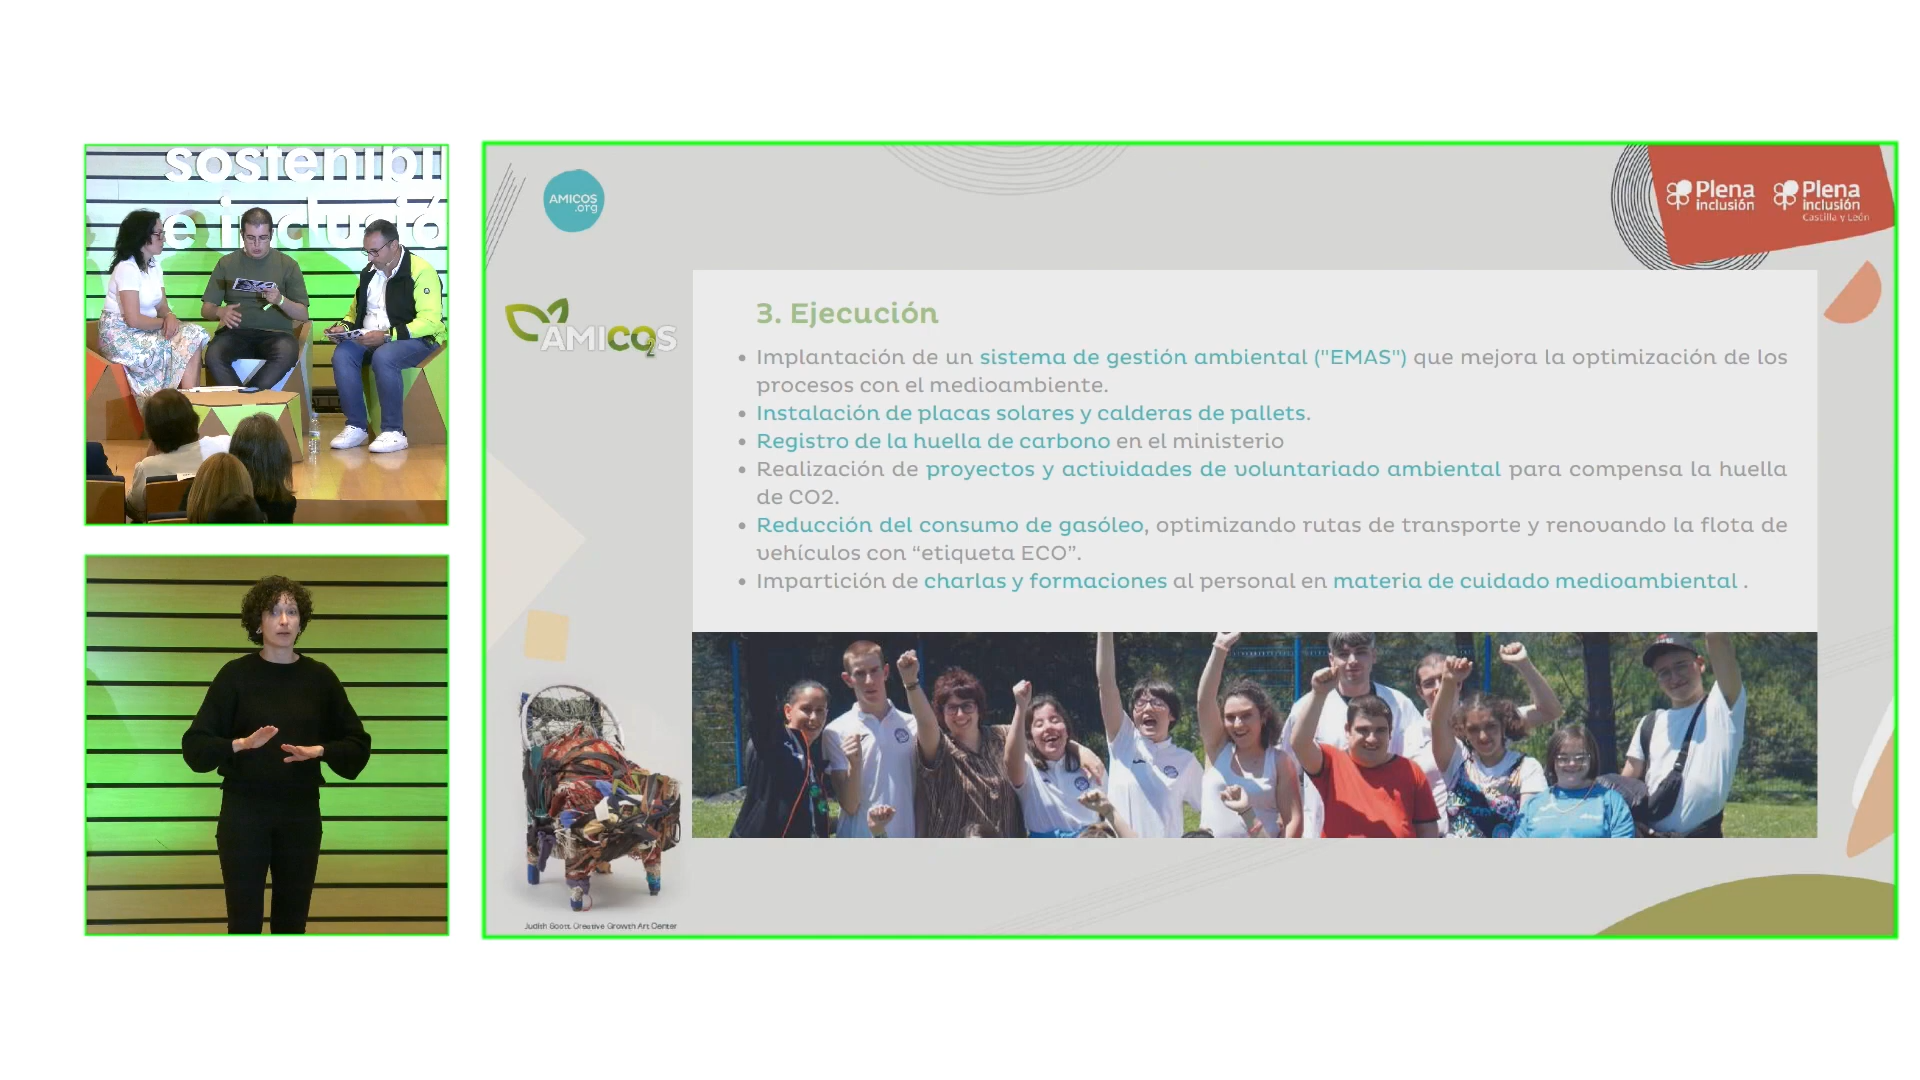 sostenibi
e inclusió
AMICOS
.org
Plena
inclusión
Plena
inclusión
Castilla y León
AMICO2S
3. Ejecución
• Implantación de un sistema de gestión ambiental ("EMAS") que mejora la optimización de los
procesos con el medioambiente.
• Instalación de placas solares y calderas de pallets.
• Registro de la huella de carbono en el ministerio
• Realización de proyectos y actividades de voluntariado ambiental para compensa la huella
de CO2.
• Reducción del consumo de gasóleo, optimizando rutas de transporte y renovando la flota de
vehículos con “etiqueta ECO”.
• Impartición de charlas y formaciones al personal en materia de cuidado medioambiental .
Judith Scott. Creative Growth Art Center